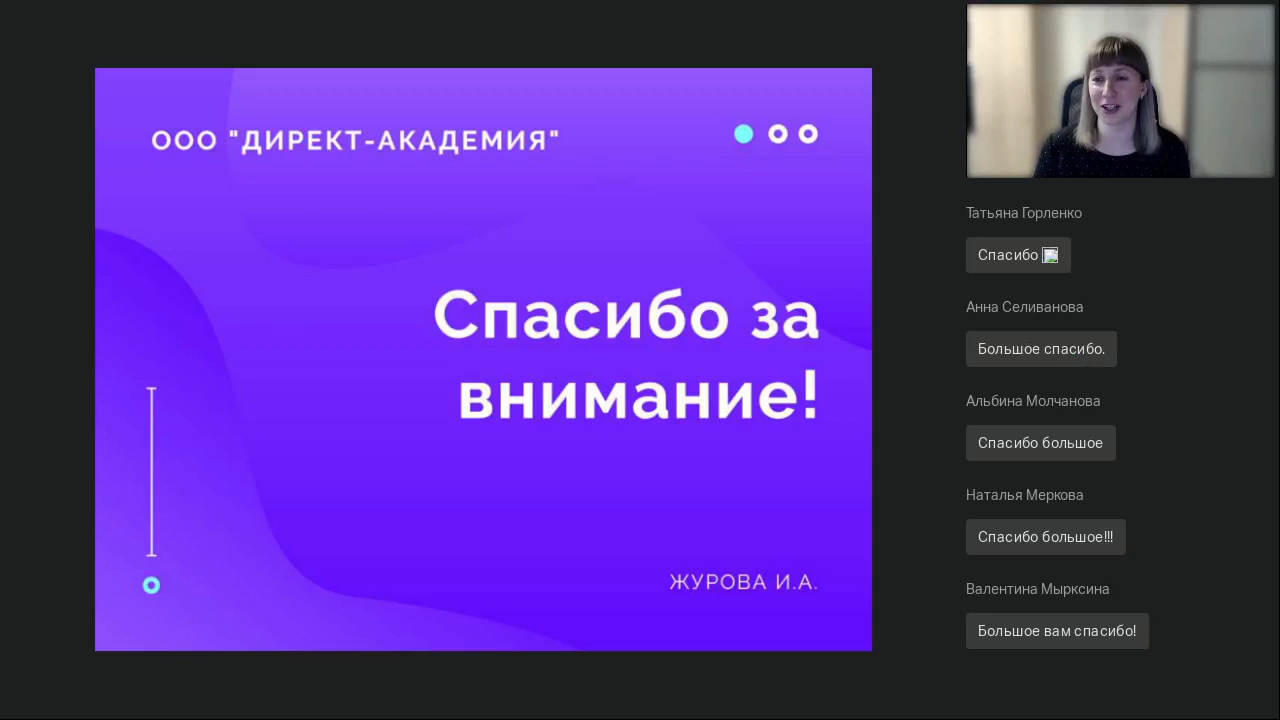 ООО "ДИРЕКТ-АКАДЕМИЯ"
Спасибо за
внимание!
ЖУРОВА И.А.
Татьяна Горленко
Спасибо
Анна Селиванова
Большое спасибо.
Альбина Молчанова
Спасибо большое
Наталья Меркова
Спасибо большое!!!
Валентина Мырксина
Большое вам спасибо!